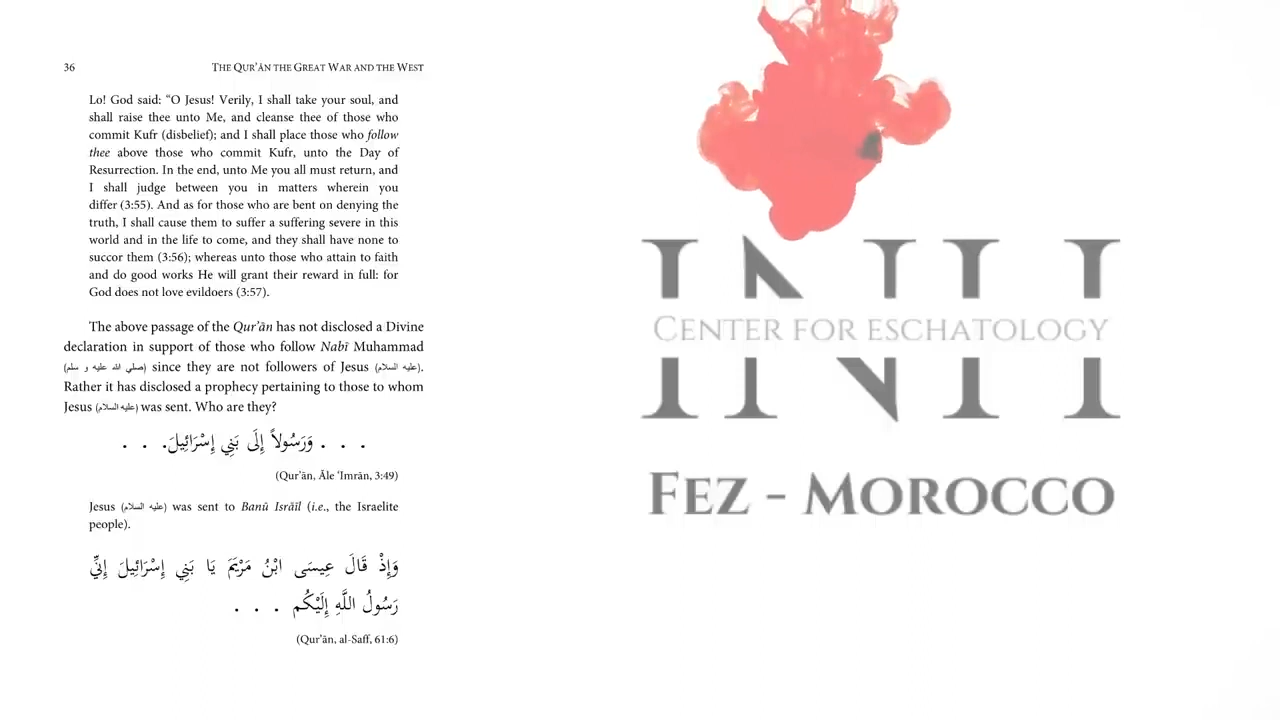 36 THE QUR’ĀN THE GREAT WAR AND THE WEST
Lo! God said: “O Jesus! Verily, I shall take your soul, and
shall raise thee unto Me, and cleanse thee of those who
commit Kufr (disbelief); and I shall place those who follow
thee above those who commit Kufr, unto the Day of
Resurrection. In the end, unto Me you all must return, and
I shall judge between you in matters wherein you
differ (3:55). And as for those who are bent on denying the
truth, I shall cause them to suffer a suffering severe in this
world and in the life to come, and they shall have none to
succor them (3:56); whereas unto those who attain to faith
and do good works He will grant their reward in full: for
God does not love evildoers (3:57).
The above passage of the Qur’ān has not disclosed a Divine
declaration in support of those who follow Nabī Muhammad
(صلي الله عليه و سلم) since they are not followers of Jesus (عليه السلام).
Rather it has disclosed a prophecy pertaining to those to whom
Jesus (عليه السلام) was sent. Who are they?
. . . وَرَسُولاً إِلَى بَنِي إِسْرَائِيلَ. . .
(Qur’ān, Āle ‘Imrān, 3:49)
Jesus (عليه السلام) was sent to Banū Isrāīl (i.e., the Israelite
people).
وَإِذْ قَالَ عِيسَى ابْنُ مَرْيَمَ يَا بَنِي إِسْرَائِيلَ إِنِّي
رَسُولُ اللَّهِ إِلَيْكُم . . .
(Qur’ān, al-Saff, 61:6)
INH
CENTER FOR ESCHATOLOGY
FEZ - MOROCCO